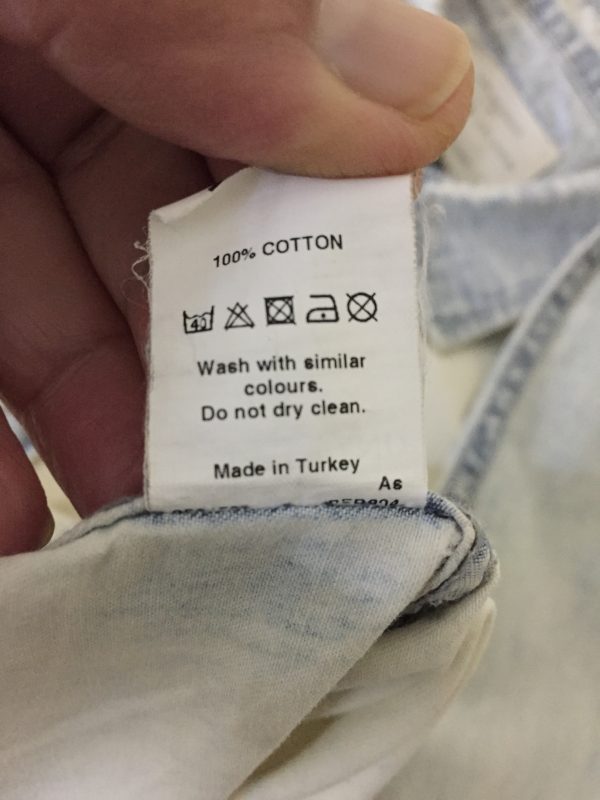 100% COTTON
40
Wash with similar
colours.
Do not dry clean.
Made in Turkey
As